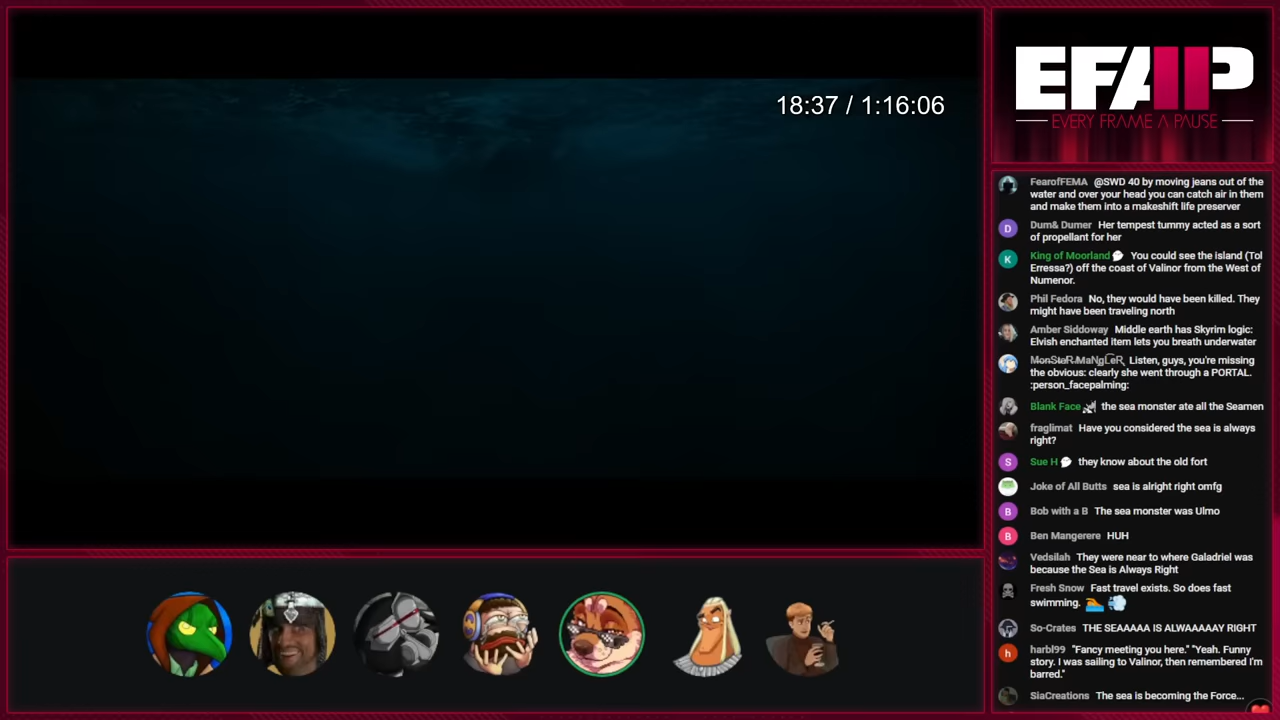 18:37 / 1:16:06
EFAP
EVERY FRAME A PAUSE
FearofFEMA @SWD 40 by moving jeans out of the
water and over your head you can catch air in them
and make them into a makeshift life preserver
D
Dum& Dumer Her tempest tummy acted as a sort
of propellant for her
K
King of Moorland You could see the island (Tol
Erressa?) off the coast of Valinor from the West of
Numenor.
Phil Fedora No, they would have been killed. They
might have been traveling north
Amber Siddoway Middle earth has Skyrim logic:
Elvish enchanted item lets you breath underwater
MonSteR MaNgLeR Listen, guys, you're missing
the obvious: clearly she went through a PORTAL.
:person_facepalming:
Blank Face the sea monster ate all the Seamen
fraglimat Have you considered the sea is always
right?
S
Sue H they know about the old fort
Joke of All Butts sea is alright right omfg
B
Bob with a B The sea monster was Ulmo
B
Ben Mangerere HUH
Vedsilah They were near to where Galadriel was
because the Sea is Always Right
Fresh Snow Fast travel exists. So does fast
swimming.
So-Crates THE SEAAAAA IS ALWAAAAAY RIGHT
h
harbl99 "Fancy meeting you here." "Yeah. Funny
story. I was sailing to Valinor, then remembered I'm
barred."
SiaCreations The sea is becoming the Force...